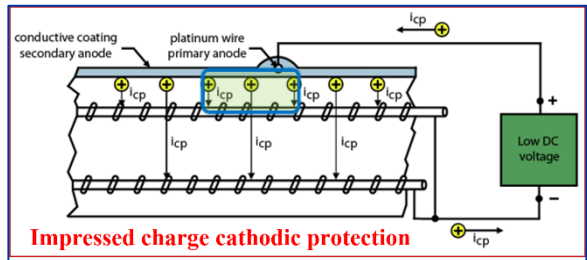 conductive coating
secondary anode
platinum wire
primary anode
icp
+
+
+ + + + + +
icp icp icp icp
icp icp icp
Low DC
voltage
−
+
icp
Impressed charge cathodic protection